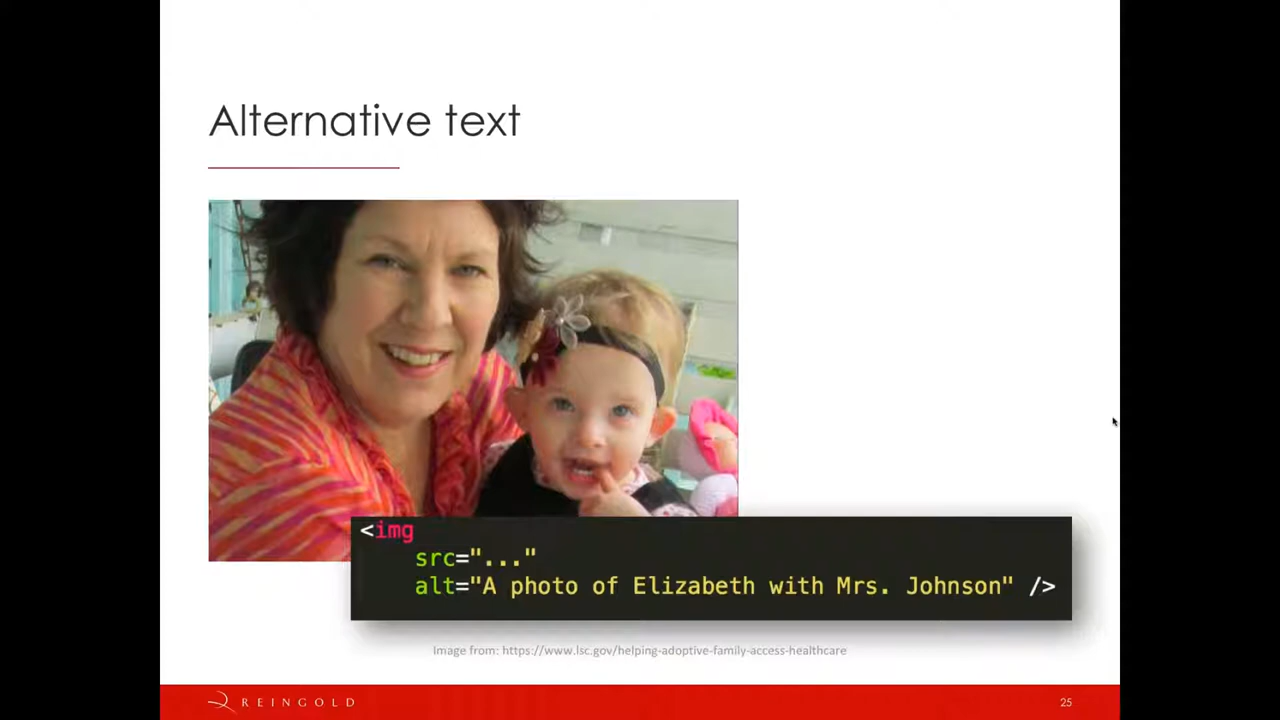 Alternative text
<img
src="..."
alt="A photo of Elizabeth with Mrs. Johnson" />
Image from: https://www.lsc.gov/helping-adoptive-family-access-healthcare
REINGOLD
25